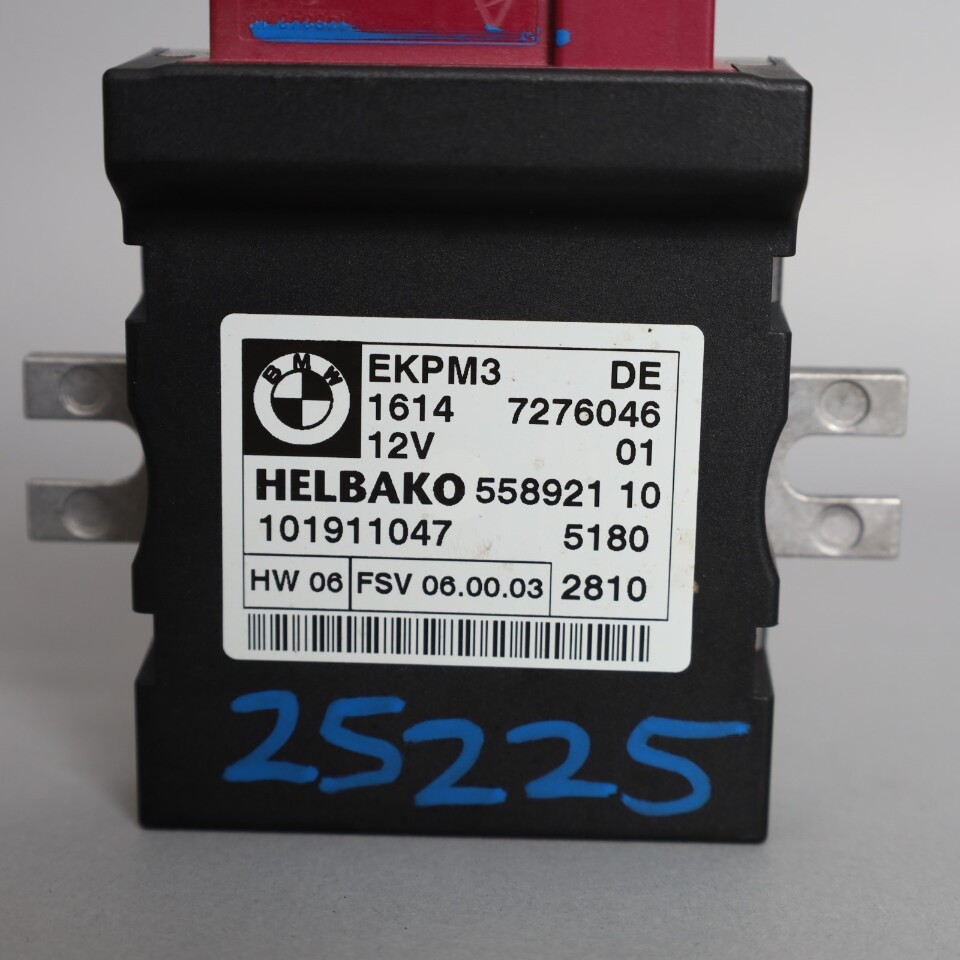 BMW
EKPM3 DE
1614 7276046
12V 01
HELBAKO 558921 10
101911047 5180
HW 06 FSV 06.00.03 2810
25225